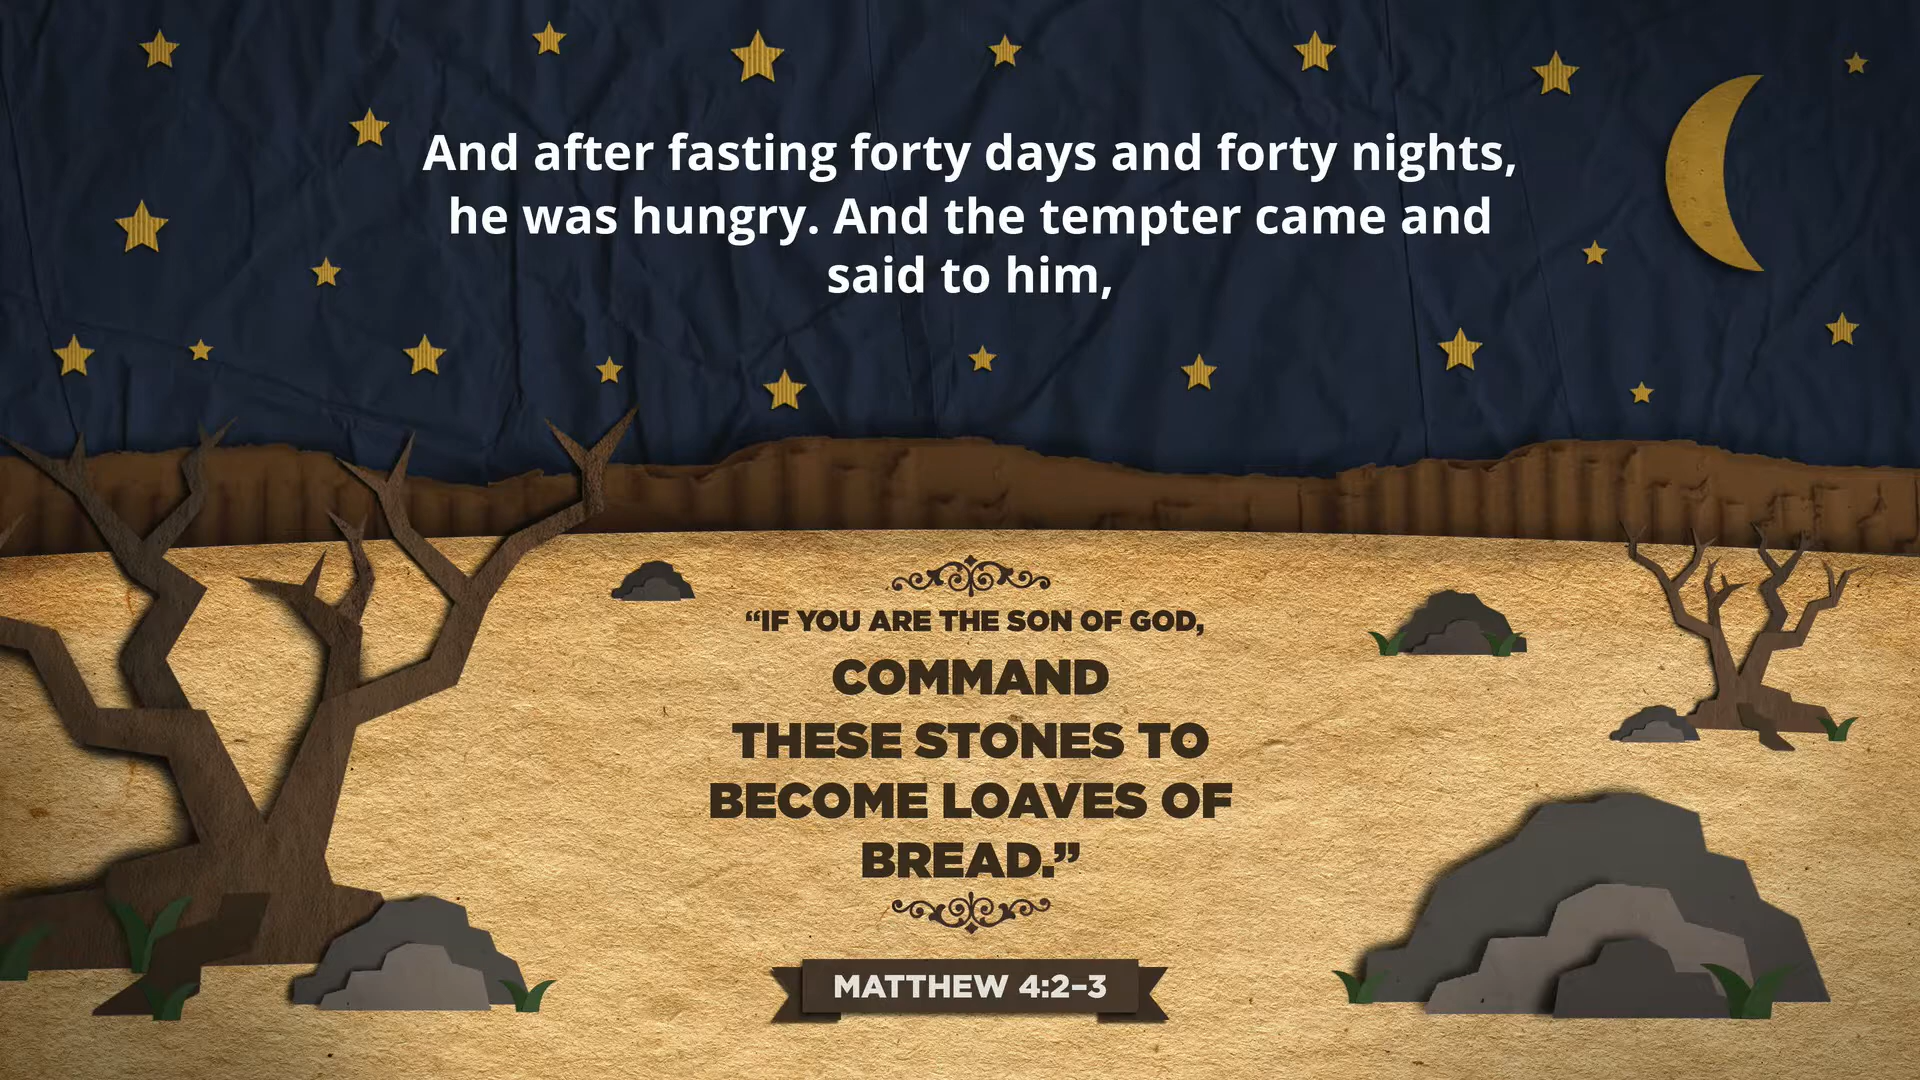 And after fasting forty days and forty nights,
he was hungry. And the tempter came and
said to him,
“IF YOU ARE THE SON OF GOD,
COMMAND
THESE STONES TO
BECOME LOAVES OF
BREAD.”
MATTHEW 4:2–3